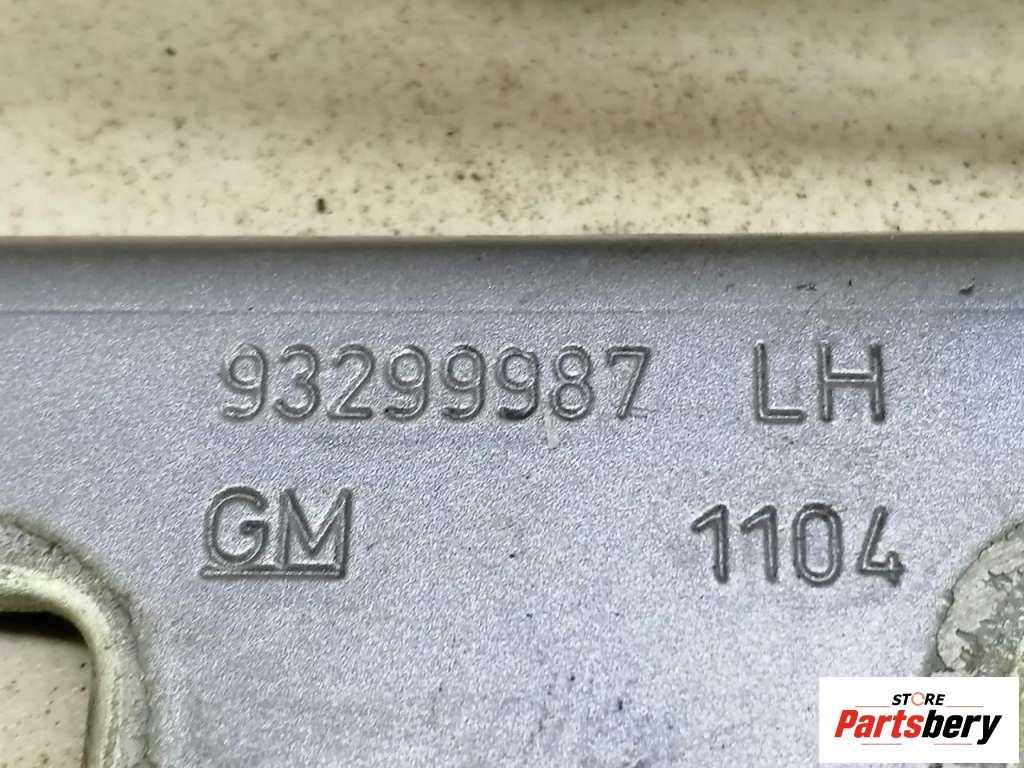 93299987 LH
GM 1104
STORE
Partsbery